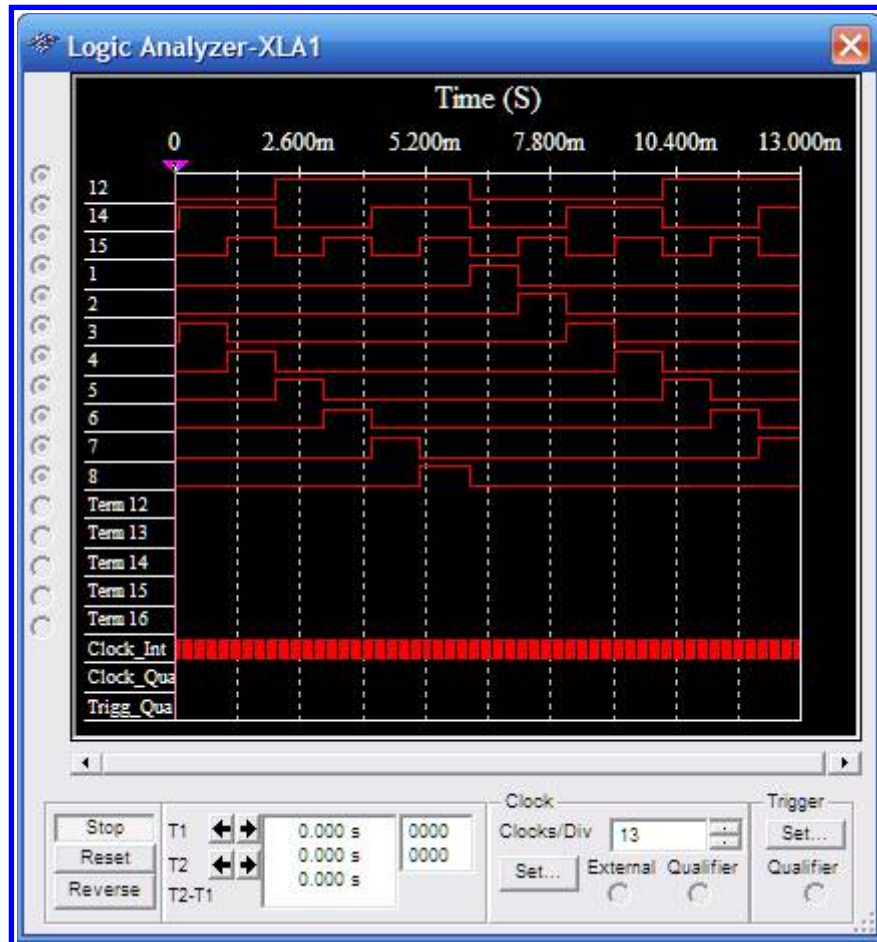 Logic Analyzer-XLA1
Time (S)
0 2.600m 5.200m 7.800m 10.400m 13.000m
12
14
15
1
2
3
4
5
6
7
8
Term 12
Term 13
Term 14
Term 15
Term 16
Clock_Int
Clock_Qua
Trigg_Qua
Stop
Reset
Reverse
T1 0.000 s 0000
T2 0.000 s 0000
T2-T1 0.000 s
Clock
Clocks/Div 13
Set... External Qualifier
Trigger
Set...
Qualifier